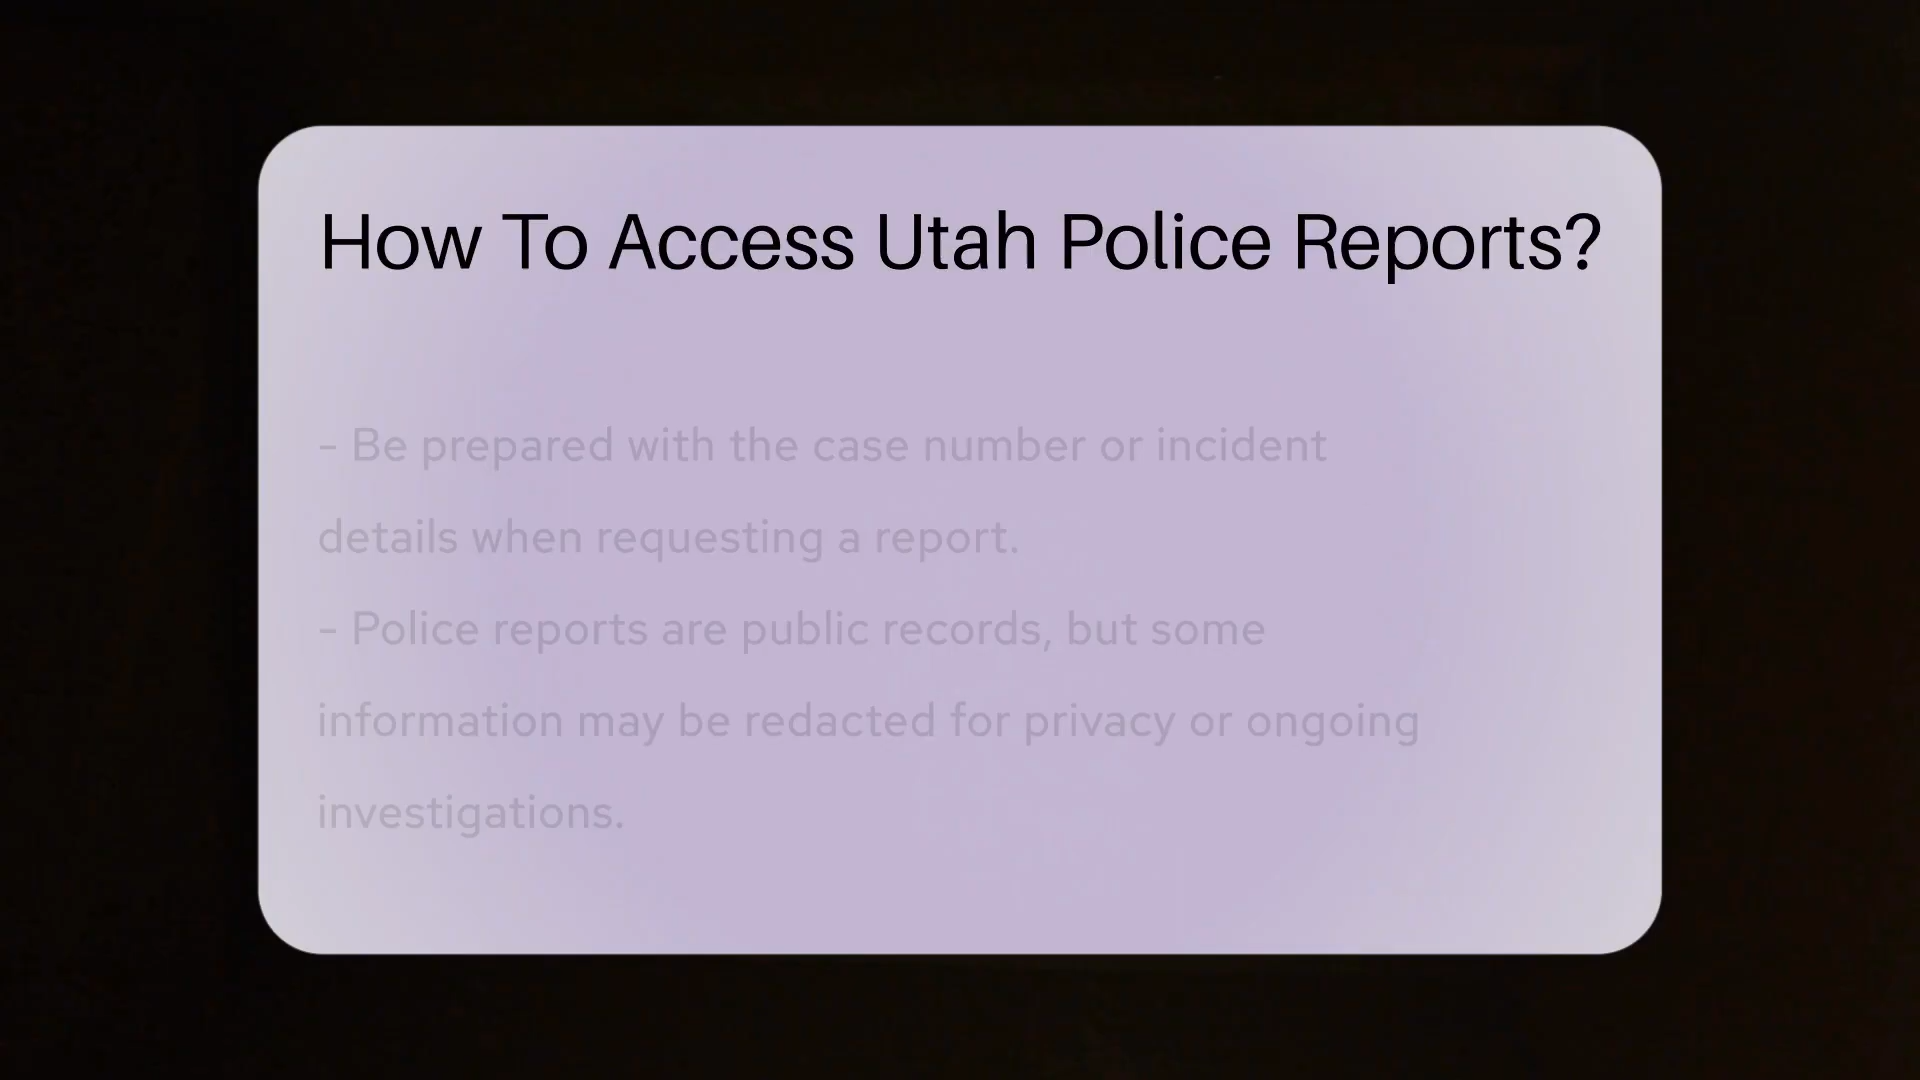 How To Access Utah Police Reports?
- Be prepared with the case number or incident
details when requesting a report.
- Police reports are public records, but some
information may be redacted for privacy or ongoing
investigations.